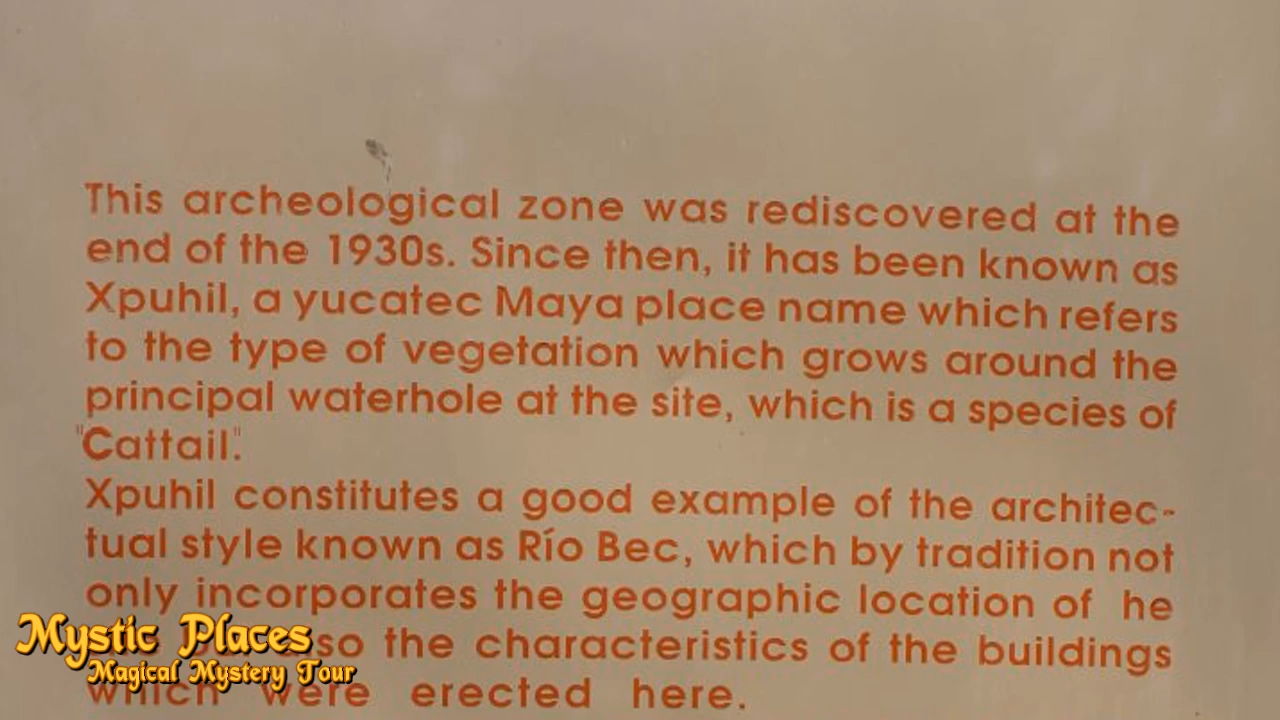 This archeological zone was rediscovered at the
end of the 1930s. Since then, it has been known as
Xpuhil, a yucatec Maya place name which refers
to the type of vegetation which grows around the
principal waterhole at the site, which is a species of
"Cattail."
Xpuhil constitutes a good example of the architec-
tual style known as Río Bec, which by tradition not
only incorporates the geographic location of he
so the characteristics of the buildings
which were erected here.
Mystic Places
Magical Mystery Tour